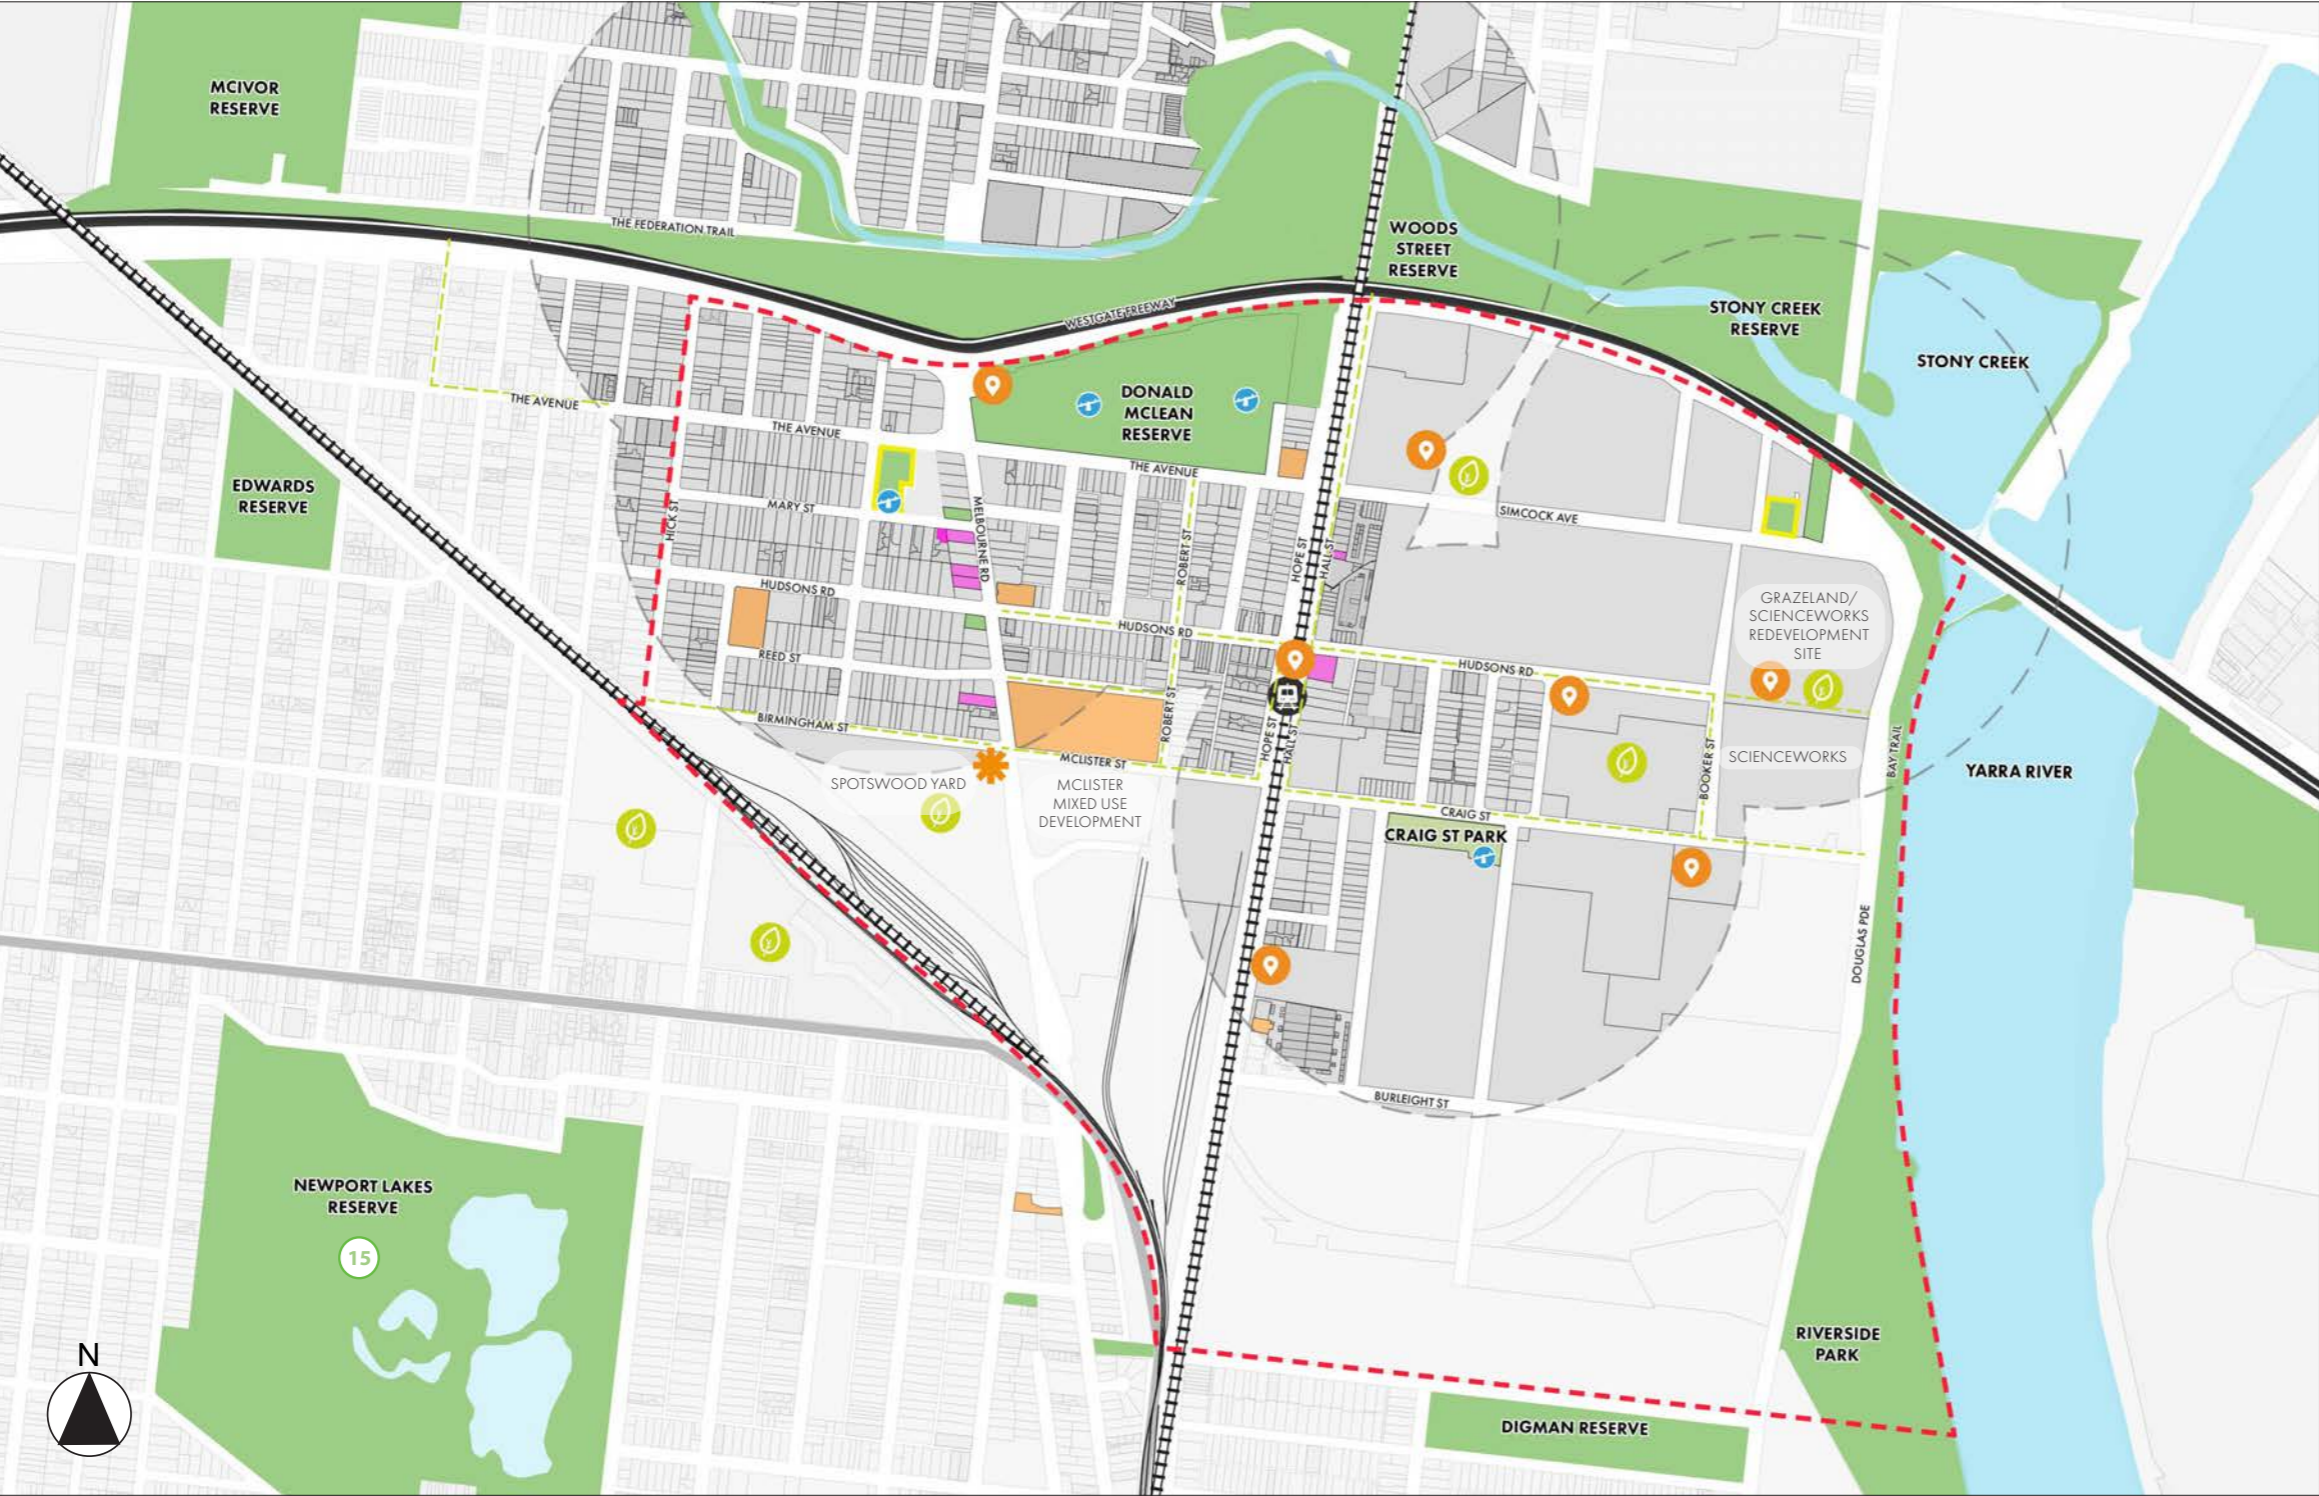 MCIVOR
RESERVE
THE FEDERATION TRAIL
WOODS
STREET
RESERVE
WESTGATE FREEWAY
STONY CREEK
RESERVE
STONY CREEK
THE AVENUE
THE AVENUE
DONALD
MCLEAN
RESERVE
THE AVENUE
EDWARDS
RESERVE
HICK ST
MARY ST
MELBOURNE RD
ROBERT ST
HOPE ST
HALL ST
SIMCOCK AVE
HUDSONS RD
HUDSONS RD
HUDSONS RD
GRAZELAND/
SCIENCEWORKS
REDEVELOPMENT
SITE
REED ST
BIRMINGHAM ST
ROBERT ST
HOPE ST
HALL ST
MCLISTER ST
BOOKER ST
SCIENCEWORKS
BAY TRAIL
YARRA RIVER
SPOTSWOOD YARD
MCLISTER
MIXED USE
DEVELOPMENT
CRAIG ST
CRAIG ST PARK
DOUGLAS PDE
BURLEIGHT ST
NEWPORT LAKES
RESERVE
15
N
RIVERSIDE
PARK
DIGMAN RESERVE